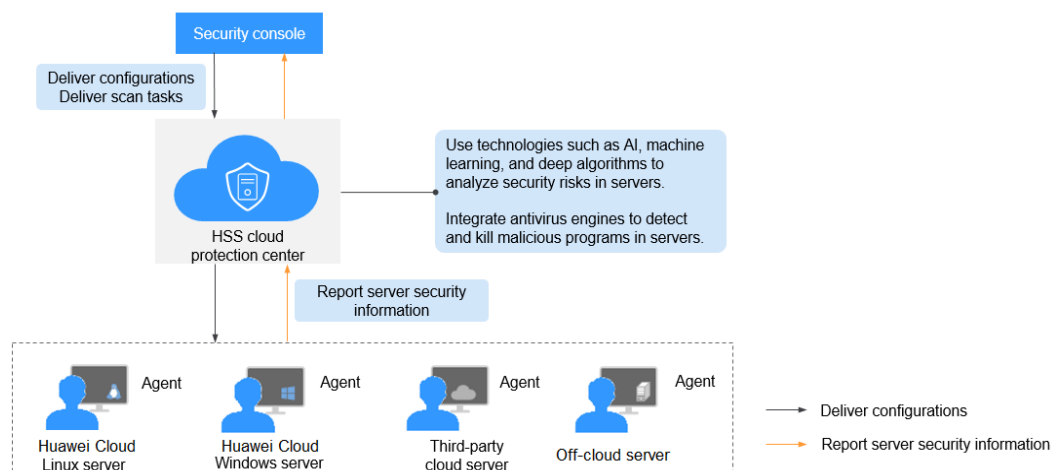 Security console
Deliver configurations
Deliver scan tasks
Use technologies such as AI, machine
learning, and deep algorithms to
analyze security risks in servers.
Integrate antivirus engines to detect
and kill malicious programs in servers.
HSS cloud
protection center
Report server security
information
Agent
Agent
Agent
Agent
Huawei Cloud
Linux server
Huawei Cloud
Windows server
Third-party
cloud server
Off-cloud server
Deliver configurations
Report server security information